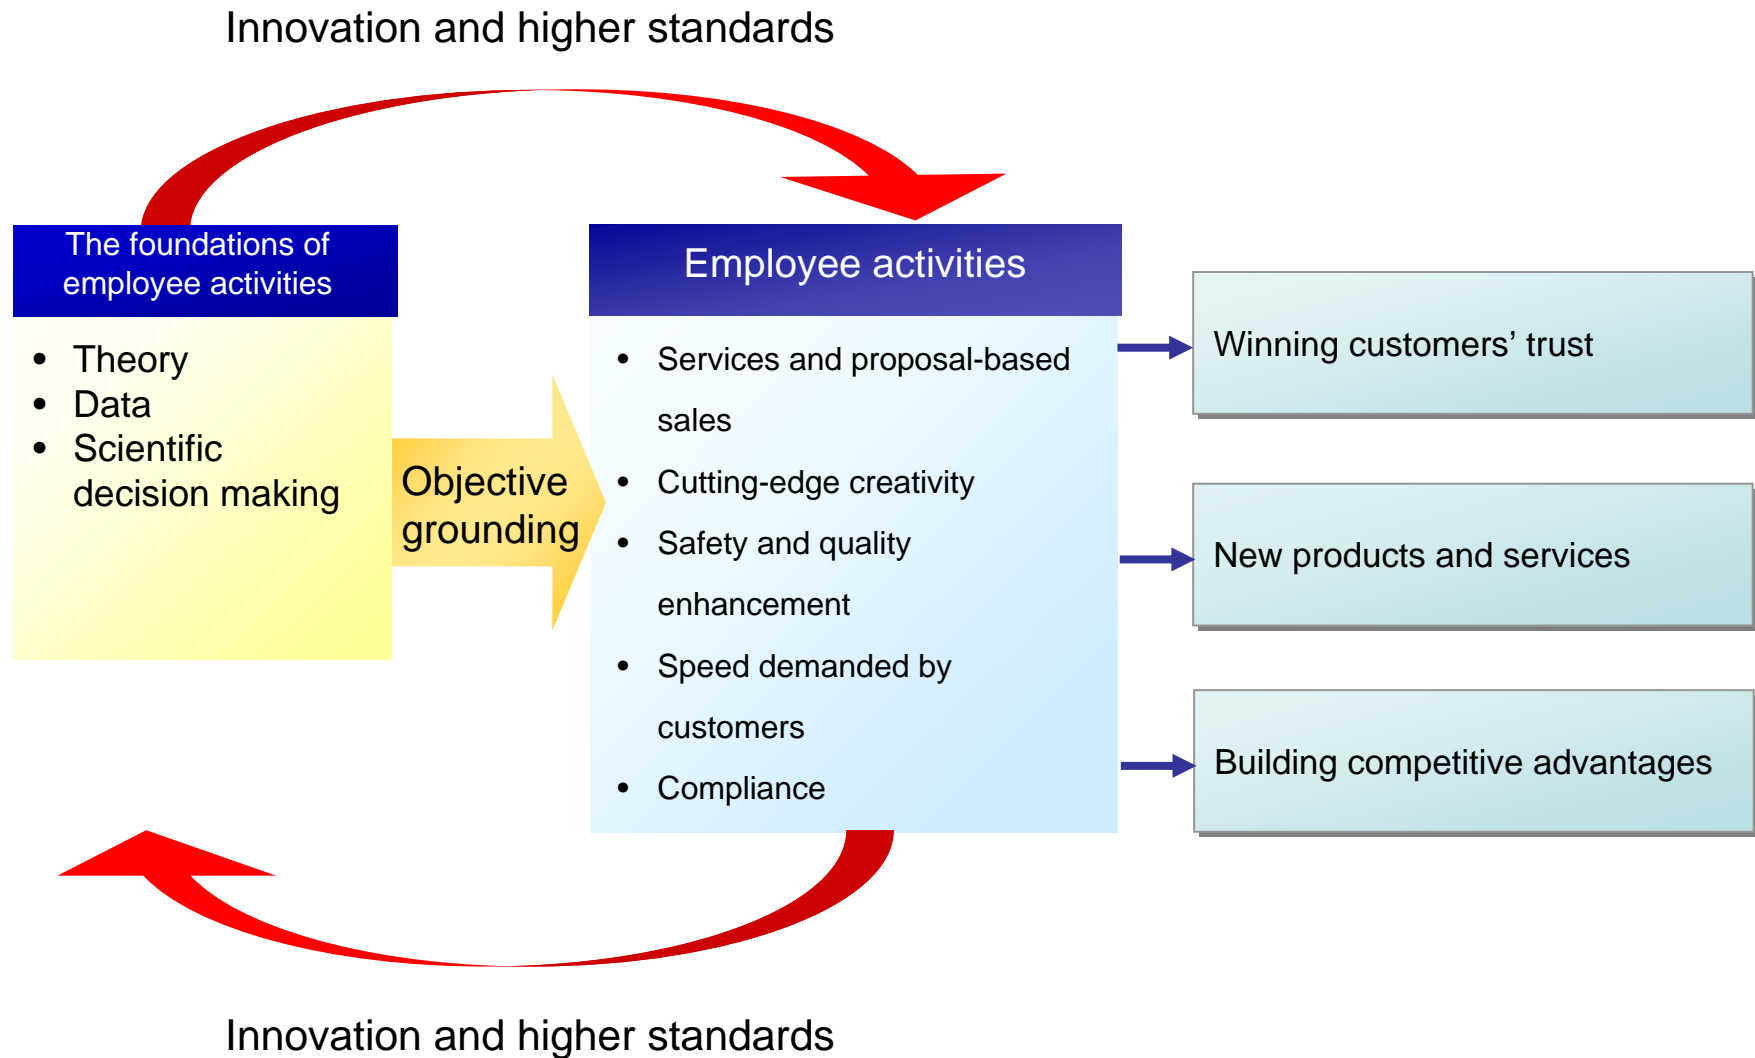 Innovation and higher standards
The foundations of
employee activities
• Theory
• Data
• Scientific
decision making
Objective
grounding
Employee activities
• Services and proposal-based
sales
• Cutting-edge creativity
• Safety and quality
enhancement
• Speed demanded by
customers
• Compliance
Winning customers’ trust
New products and services
Building competitive advantages
Innovation and higher standards